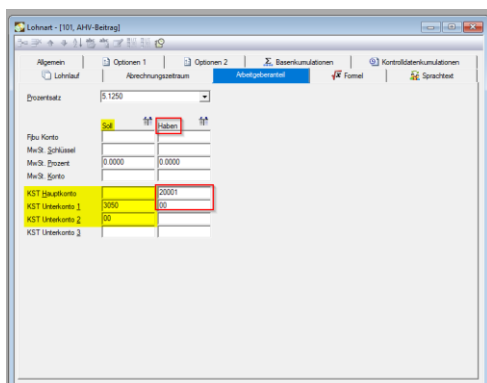 Lohnart - [101, AHV-Beitrag]
Allgemein Optionen 1 Optionen 2 Basenkumulationen Kontrolldatenkumulationen
Lohnlauf Abrechnungszeitraum Arbeitgeberanteil Formel Sprachtext
Prozentsatz 5.1250
Soll Haben
Fibu Konto
MwSt. Schlüssel
MwSt. Prozent 0.0000 0.0000
MwSt. Konto
KST Hauptkonto 20001
KST Unterkonto 1 3050 00
KST Unterkonto 2 00
KST Unterkonto 3